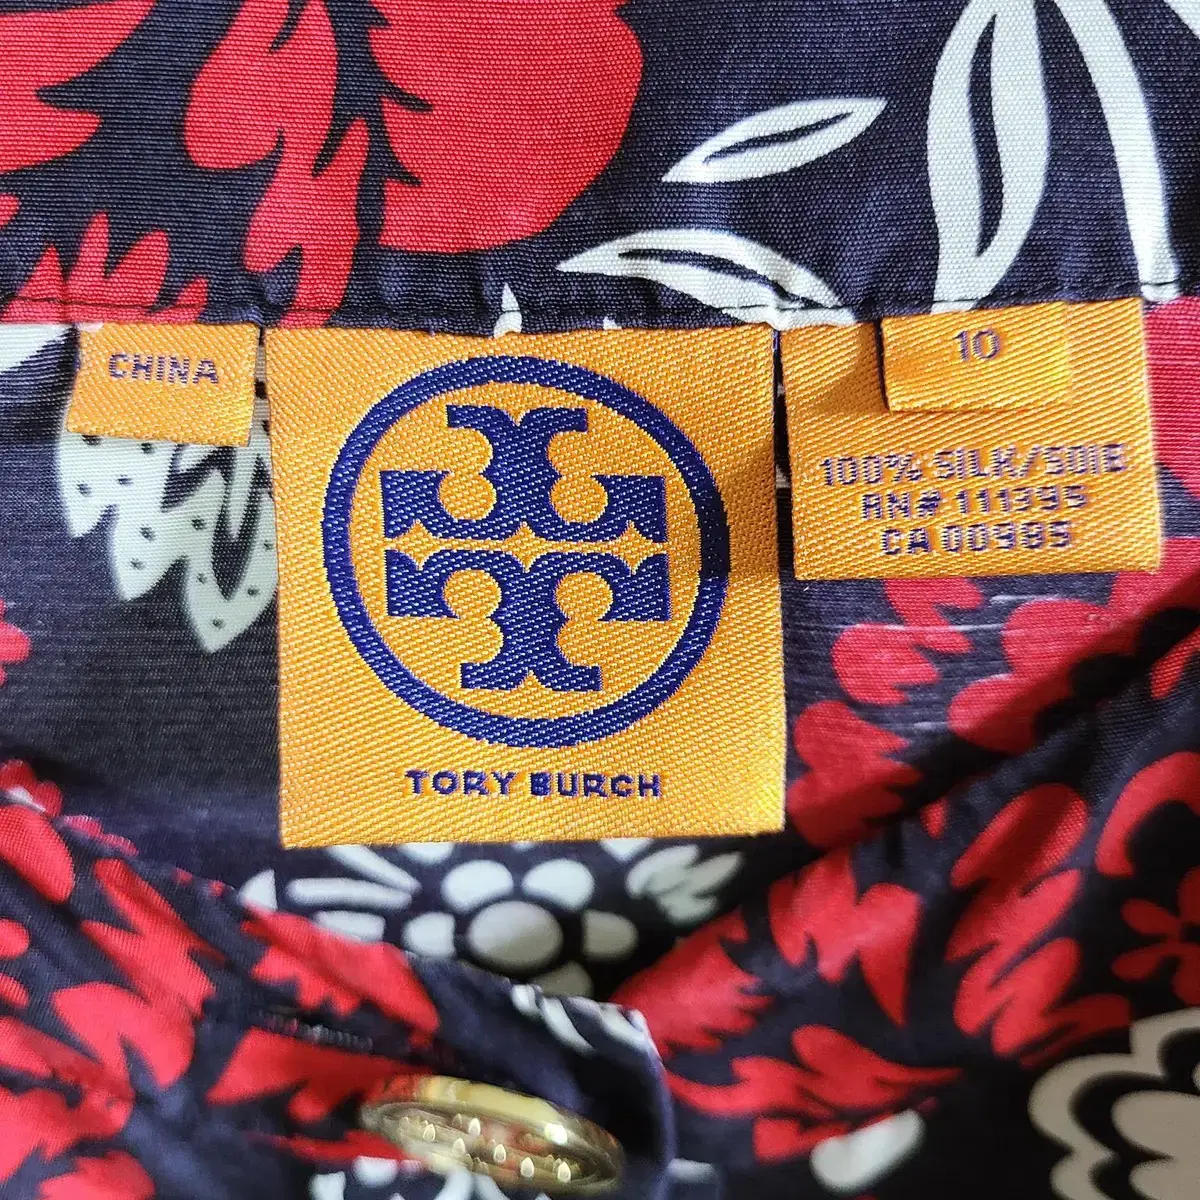 CHINA
TORY BURCH
10
100% SILK/SOIE
RN# 111395
CA 00985